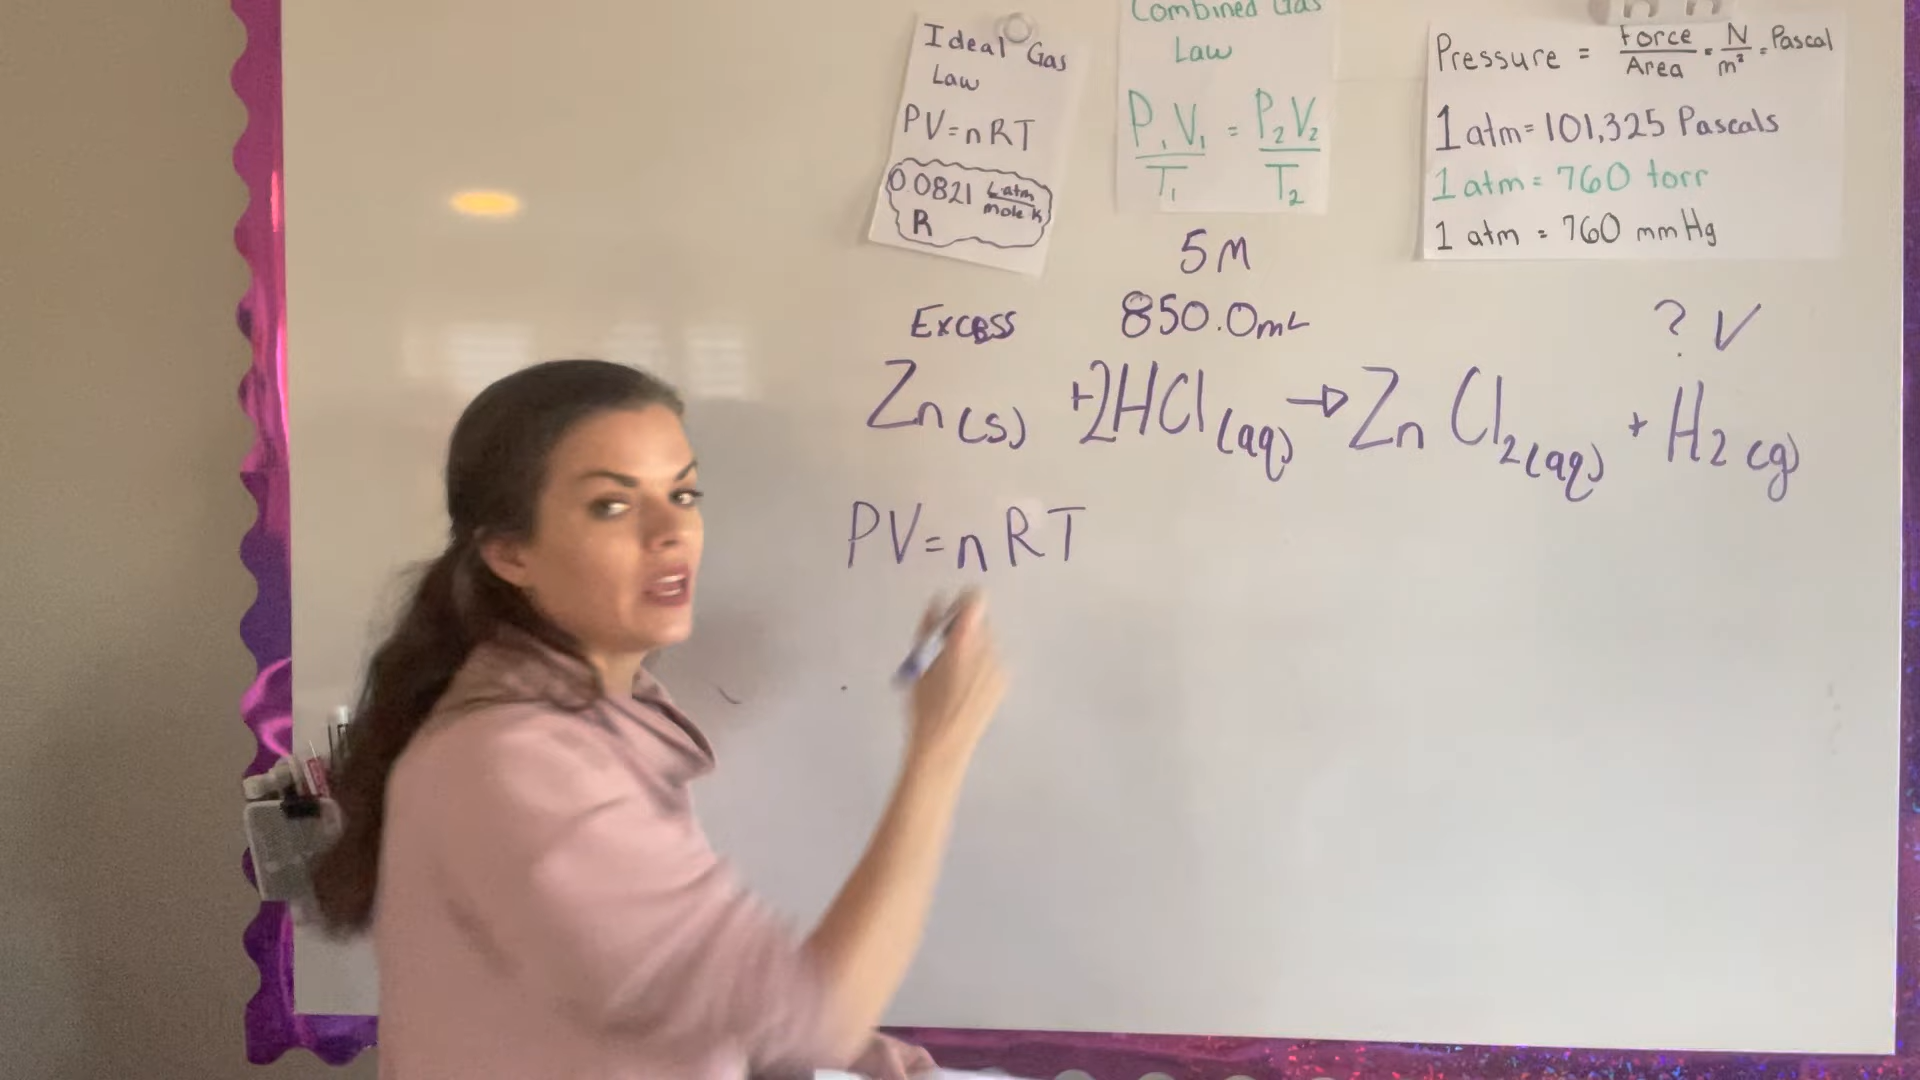 Ideal Gas
Law
PV=nRT
0.0821 L atm / mole K
R
Combined Gas
Law
P₁V₁/T₁ = P₂V₂/T₂
Pressure = Force/Area = N/m² = Pascal
1 atm = 101,325 Pascals
1 atm = 760 torr
1 atm = 760 mmHg
5M
Excess 850.0mL ? V
Zn(s) + 2HCl(aq) → ZnCl₂(aq) + H₂(g)
PV=nRT